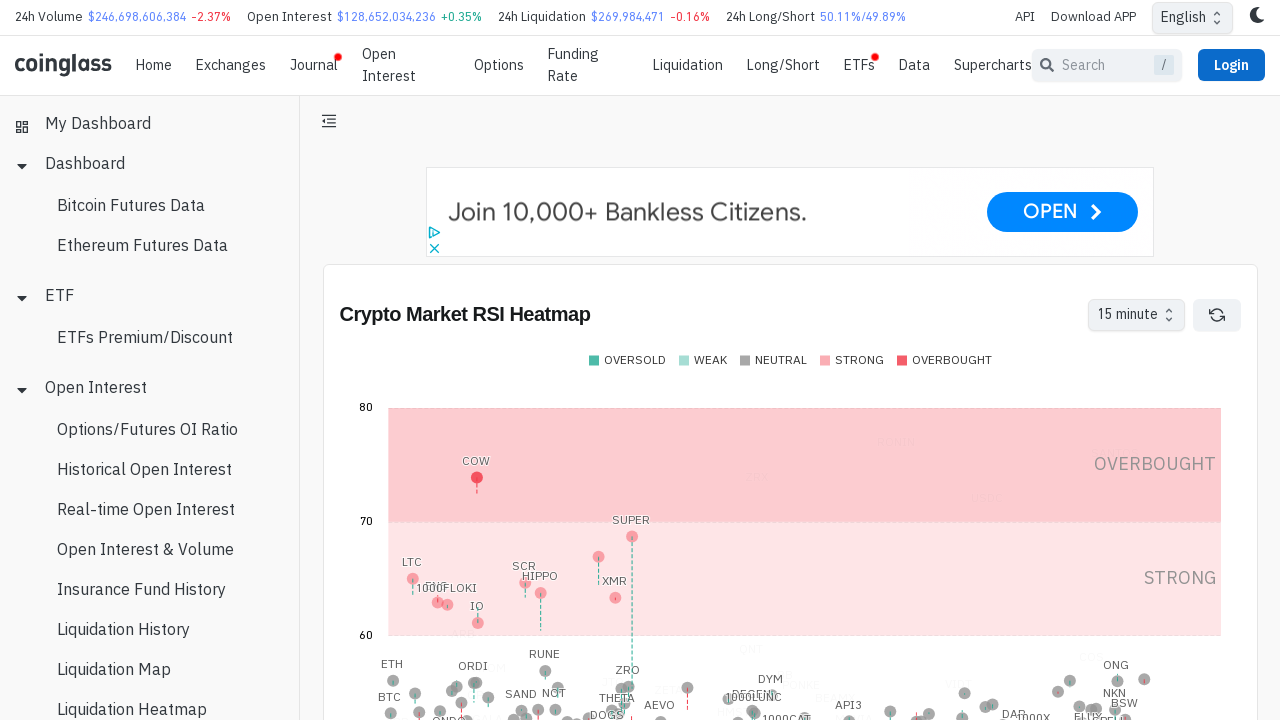 24h Volume $246,698,606,384 -2.37% Open Interest $128,652,034,236 +0.35% 24h Liquidation $269,984,471 -0.16% 24h Long/Short 50.11%/49.89% API Download APP English
coinglass Home Exchanges Journal Open Interest Options Funding Rate Liquidation Long/Short ETFs Data Supercharts Search / Login
My Dashboard
Dashboard
Bitcoin Futures Data
Ethereum Futures Data
ETF
ETFs Premium/Discount
Open Interest
Options/Futures OI Ratio
Historical Open Interest
Real-time Open Interest
Open Interest & Volume
Insurance Fund History
Liquidation History
Liquidation Map
Liquidation Heatmap
Join 10,000+ Bankless Citizens. OPEN
Crypto Market RSI Heatmap 15 minute
OVERSOLD WEAK NEUTRAL STRONG OVERBOUGHT
80
COW
OVERBOUGHT
70
SUPER
LTC SCR
HIPPO XMR STRONG
1000FLOKI
IO
60
RUNE
ETH ORDI ZRO ONG
DYM
BTC SAND NOT THETA NKN
AEVO API3 BSW
DOGS